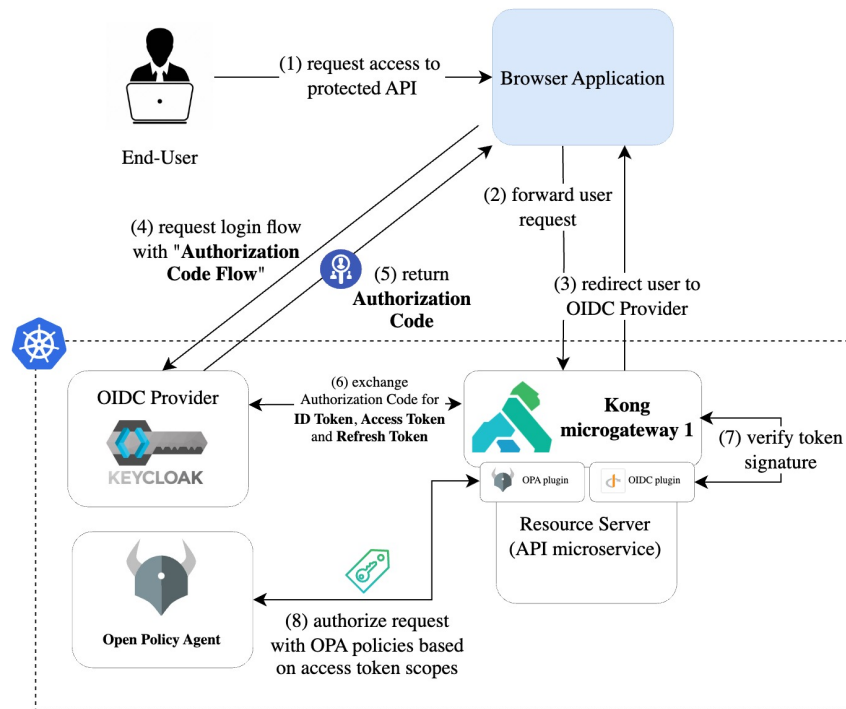 (1) request access to
protected API
Browser Application
End-User
(2) forward user
request
(4) request login flow
with "Authorization
Code Flow"
(5) return
Authorization
Code
(3) redirect user to
OIDC Provider
OIDC Provider
KEYCLOAK
(6) exchange
Authorization Code for
ID Token, Access Token
and Refresh Token
Kong
microgateway 1
(7) verify token
signature
OPA plugin
OIDC plugin
Resource Server
(API microservice)
Open Policy Agent
(8) authorize request
with OPA policies based
on access token scopes